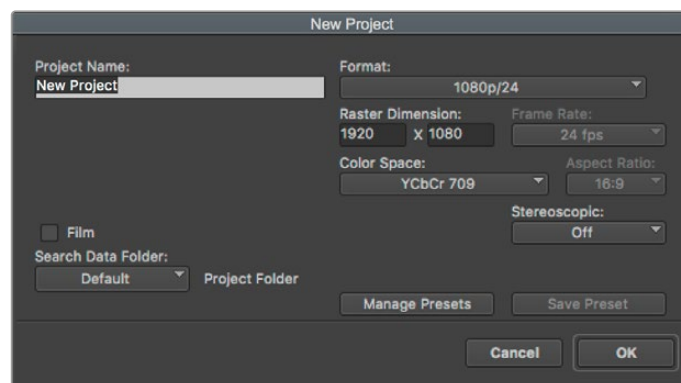 New Project
Project Name:
New Project
Format:
1080p/24
Raster Dimension:
Frame Rate:
1920 X 1080
24 fps
Color Space:
Aspect Ratio:
YCbCr 709
16:9
Stereoscopic:
Off
Film
Search Data Folder:
Default
Project Folder
Manage Presets
Save Preset
Cancel
OK